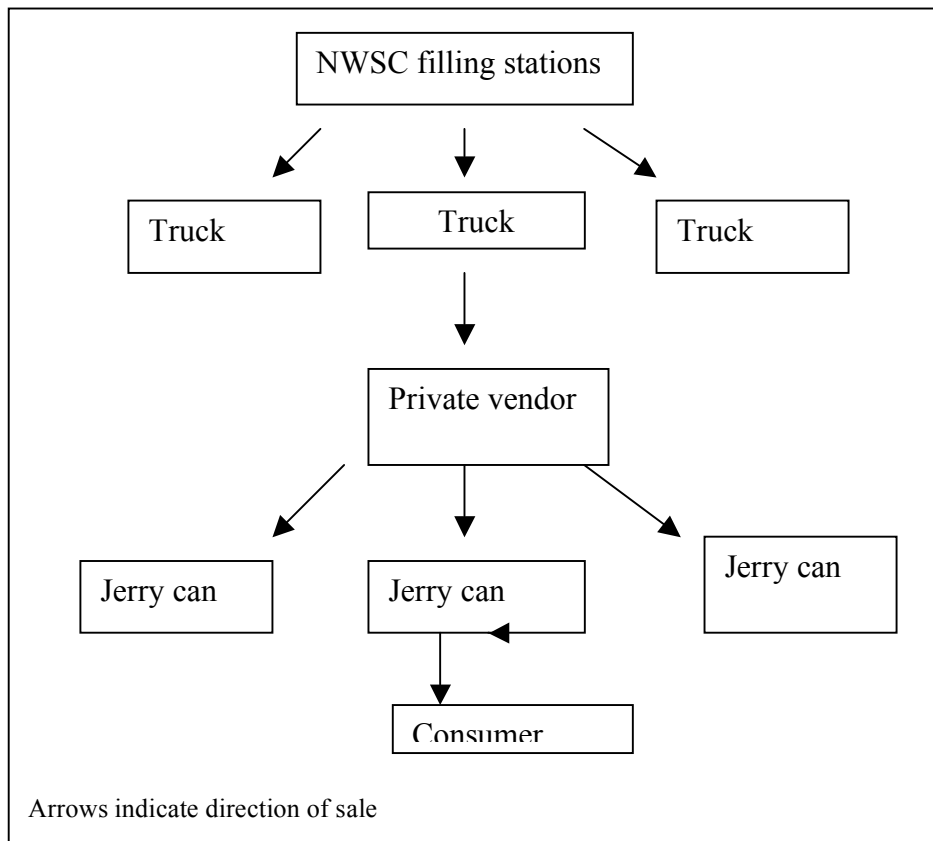 NWSC filling stations
Truck
Truck
Truck
Private vendor
Jerry can
Jerry can
Jerry can
Consumer
Arrows indicate direction of sale